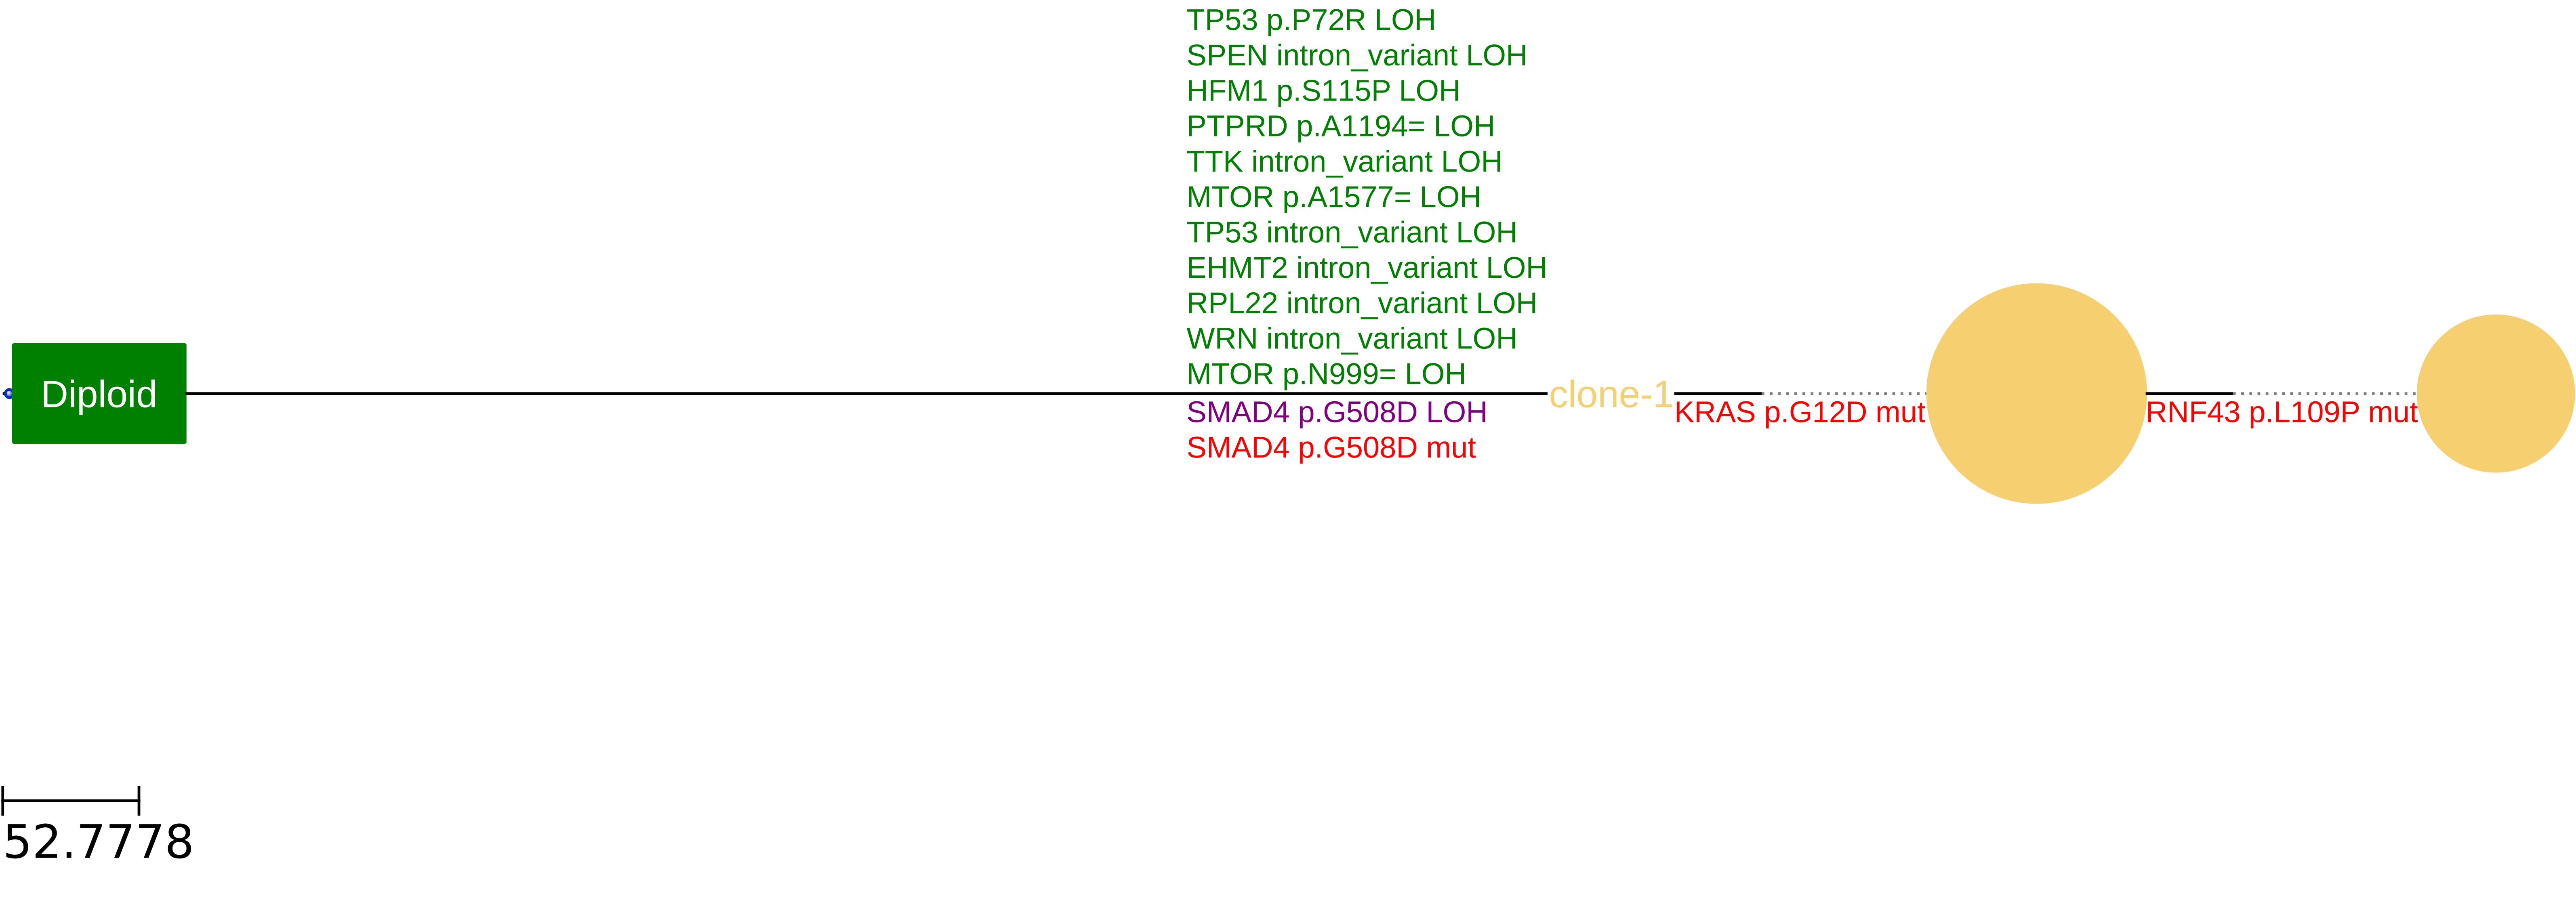 TP53 p.P72R LOH
SPEN intron_variant LOH
HFM1 p.S115P LOH
PTPRD p.A1194= LOH
TTK intron_variant LOH
MTOR p.A1577= LOH
TP53 intron_variant LOH
EHMT2 intron_variant LOH
RPL22 intron_variant LOH
WRN intron_variant LOH
MTOR p.N999= LOH
Diploid
clone-1
SMAD4 p.G508D LOH
KRAS p.G12D mut
RNF43 p.L109P mut
SMAD4 p.G508D mut
52.7778